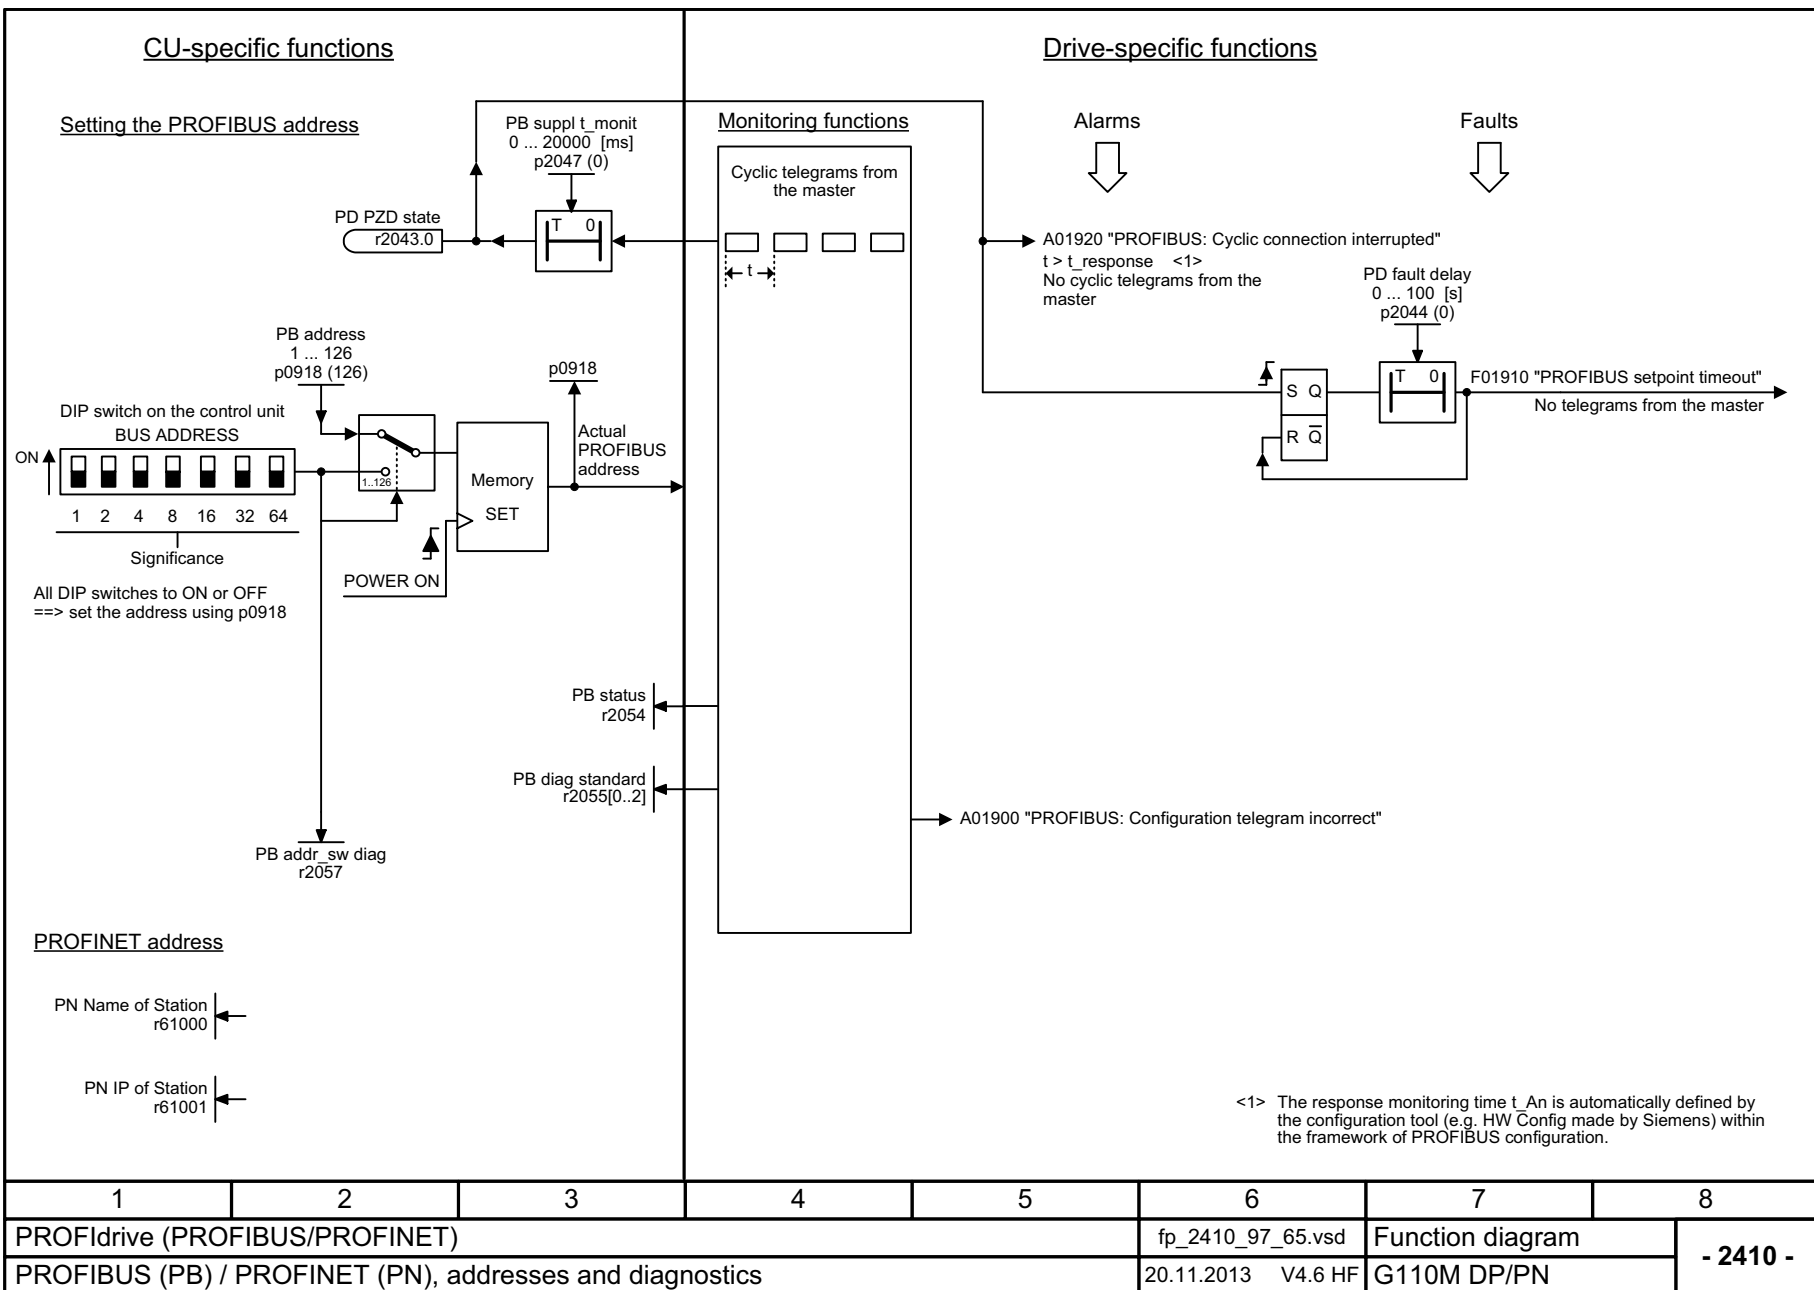 CU-specific functions
Drive-specific functions
Setting the PROFIBUS address
PB suppl t_monit
0 ... 20000 [ms]
p2047 (0)
Monitoring functions
Alarms
Faults
Cyclic telegrams from
the master
PD PZD state
r2043.0
T 0
t
A01920 "PROFIBUS: Cyclic connection interrupted"
t > t_response <1>
No cyclic telegrams from the
master
PD fault delay
0 ... 100 [s]
p2044 (0)
PB address
1 ... 126
p0918 (126)
p0918
DIP switch on the control unit
BUS ADDRESS
ON
1..126
Actual
PROFIBUS
address
Memory
SET
S Q
R Q̅
T 0
F01910 "PROFIBUS setpoint timeout"
No telegrams from the master
1 2 4 8 16 32 64
Significance
POWER ON
All DIP switches to ON or OFF
==> set the address using p0918
PB status
r2054
PB diag standard
r2055[0..2]
A01900 "PROFIBUS: Configuration telegram incorrect"
PB addr_sw diag
r2057
PROFINET address
PN Name of Station
r61000
PN IP of Station
r61001
<1> The response monitoring time t_An is automatically defined by
the configuration tool (e.g. HW Config made by Siemens) within
the framework of PROFIBUS configuration.
1 2 3 4 5 6 7 8
PROFIdrive (PROFIBUS/PROFINET)
fp_2410_97_65.vsd
Function diagram
- 2410 -
PROFIBUS (PB) / PROFINET (PN), addresses and diagnostics
20.11.2013 V4.6 HF
G110M DP/PN